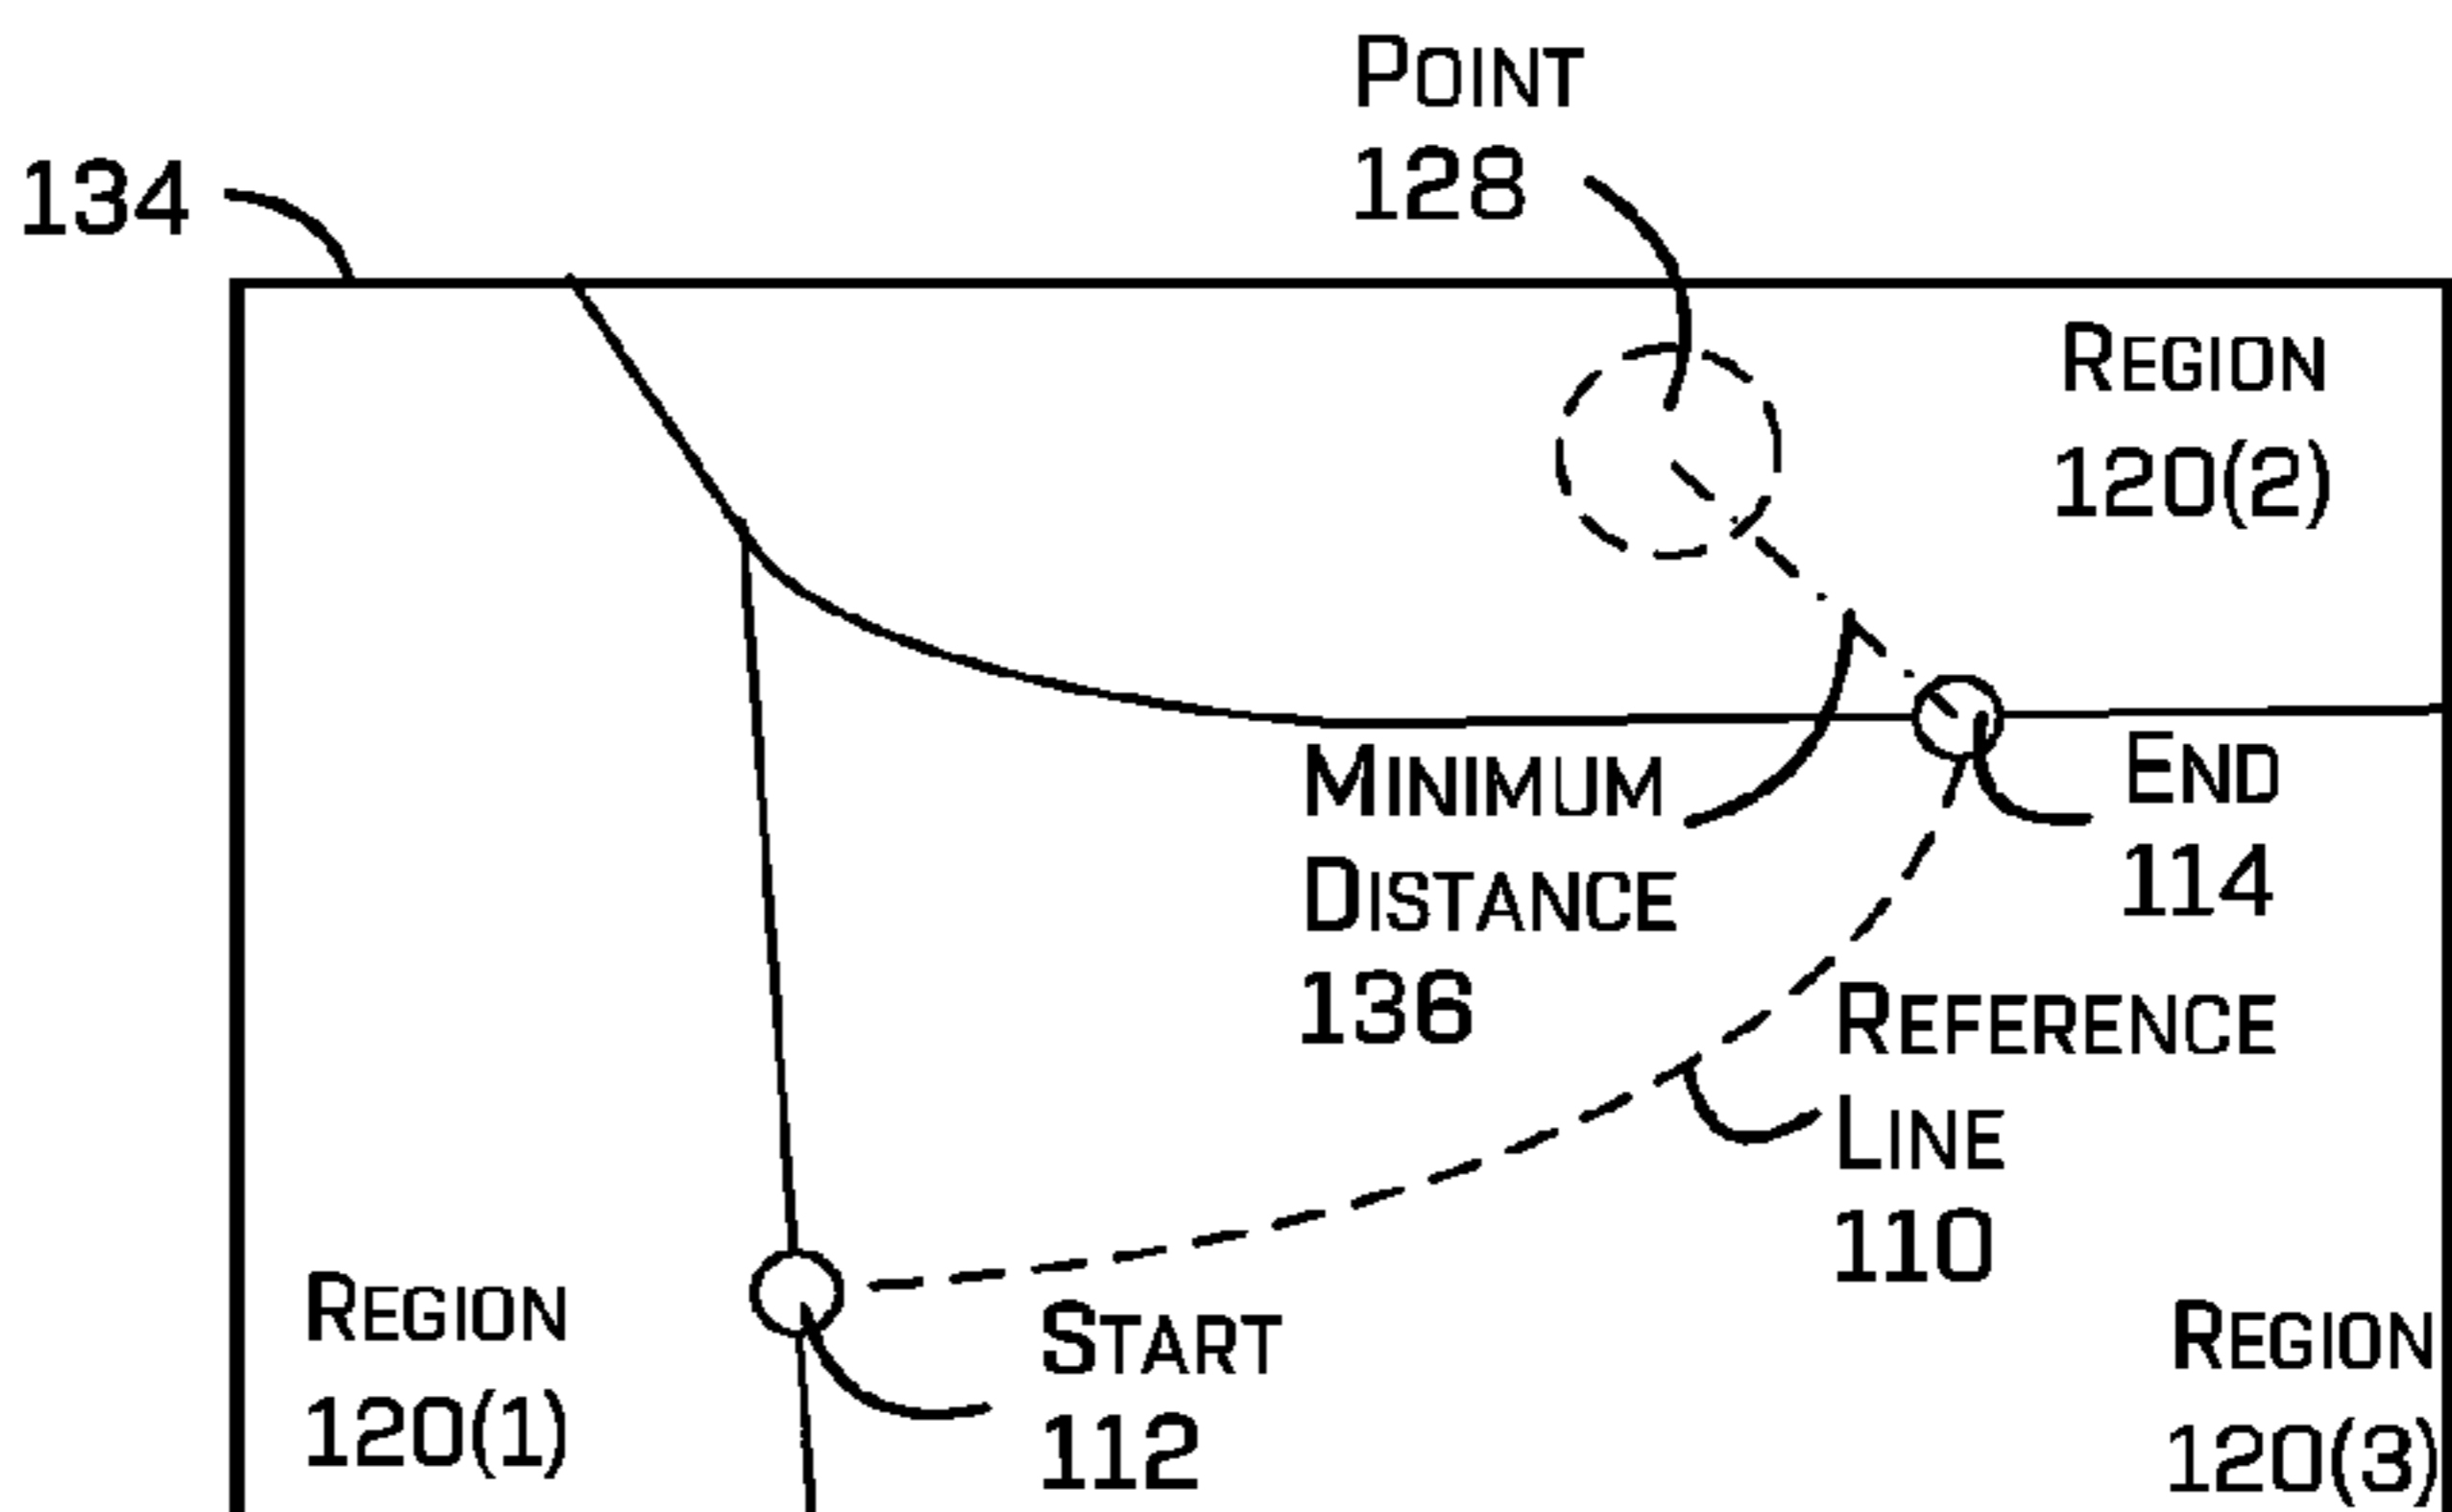 POINT
128
134
REGION
120(2)
MINIMUM
DISTANCE
136
END
114
REFERENCE
LINE
110
REGION
120(1)
START
112
REGION
120(3)